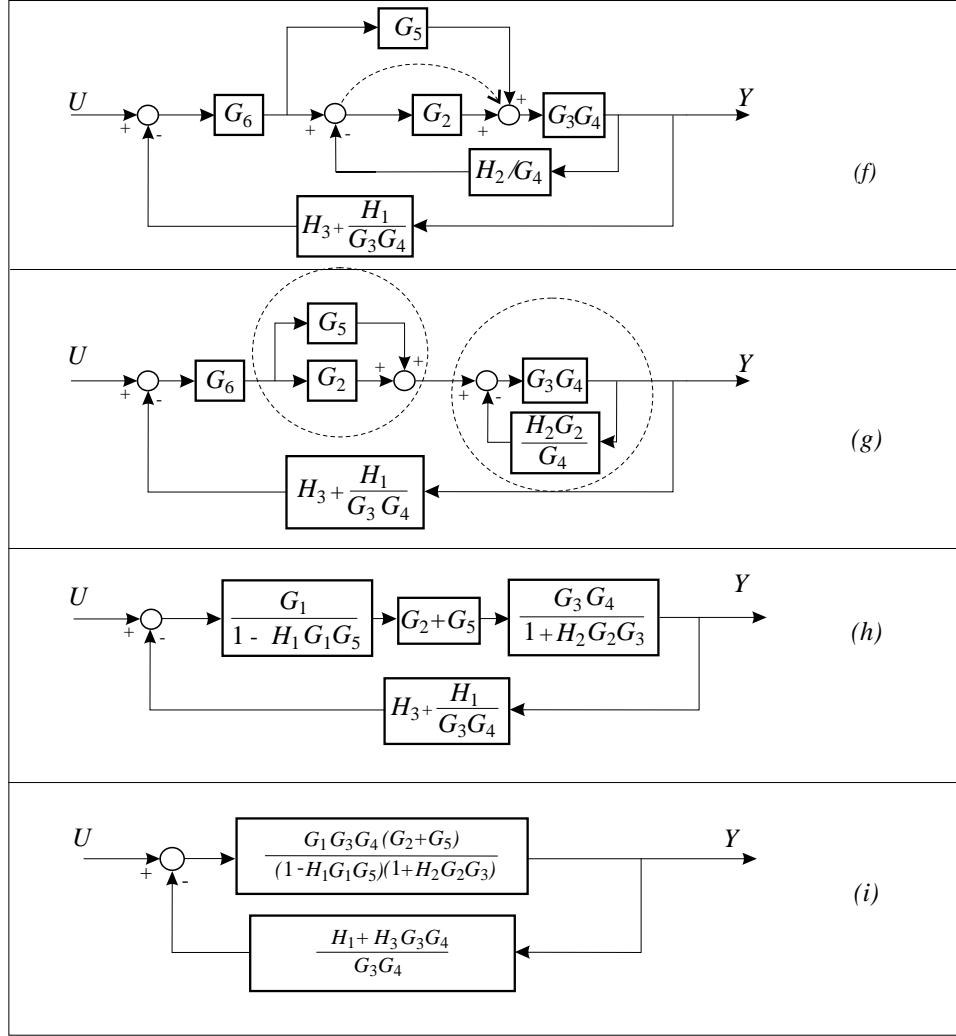 G₅
U + - G₆ + - G₂ + + G₃G₄ Y
H₂/G₄
(f)
H₃+ H₁
G₃G₄
G₅
U + - G₆ G₂ + + + - G₃G₄ Y
H₂G₂
G₄
(g)
H₃+ H₁
G₃ G₄
U + - G₁ G₂+G₅ G₃G₄ Y
1 - H₁G₁G₅ 1+H₂G₂G₃
(h)
H₃+ H₁
G₃G₄
U + - G₁G₃G₄(G₂+G₅) Y
(1-H₁G₁G₅)(1+H₂G₂G₃)
(i)
H₁+H₃G₃G₄
G₃G₄